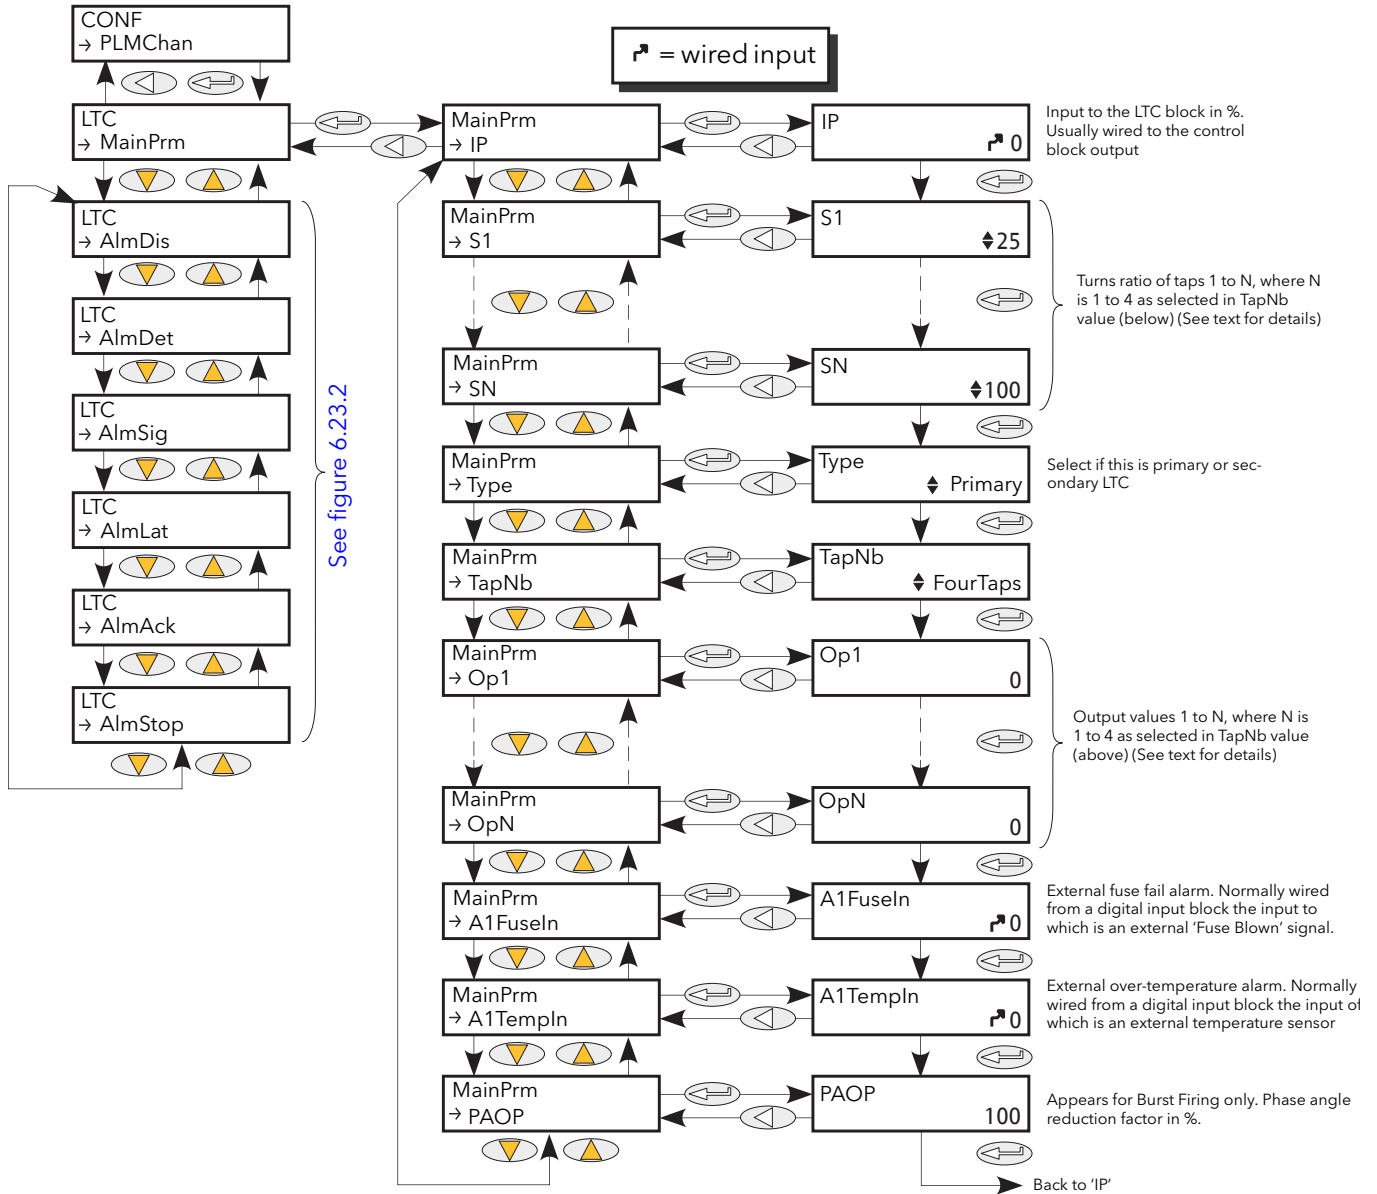 CONF
→ PLMChan
= wired input
LTC
→ MainPrm
MainPrm
→ IP
IP
0
Input to the LTC block in %.
Usually wired to the control
block output
LTC
→ AlmDis
MainPrm
→ S1
S1
25
Turns ratio of taps 1 to N, where N
is 1 to 4 as selected in TapNb
value (below) (See text for details)
LTC
→ AlmDet
MainPrm
→ SN
SN
100
LTC
→ AlmSig
See figure 6.23.2
MainPrm
→ Type
Type
Primary
Select if this is primary or sec-
ondary LTC
LTC
→ AlmLat
MainPrm
→ TapNb
TapNb
FourTaps
LTC
→ AlmAck
MainPrm
→ Op1
Op1
0
Output values 1 to N, where N is
1 to 4 as selected in TapNb value
(above) (See text for details)
LTC
→ AlmStop
MainPrm
→ OpN
OpN
0
MainPrm
→ A1FuseIn
A1FuseIn
0
External fuse fail alarm. Normally wired
from a digital input block the input to
which is an external ‘Fuse Blown’ signal.
MainPrm
→ A1TempIn
A1TempIn
0
External over-temperature alarm. Normally
wired from a digital input block the input of
which is an external temperature sensor
MainPrm
→ PAOP
PAOP
100
Appears for Burst Firing only. Phase angle
reduction factor in %.
Back to ‘IP’